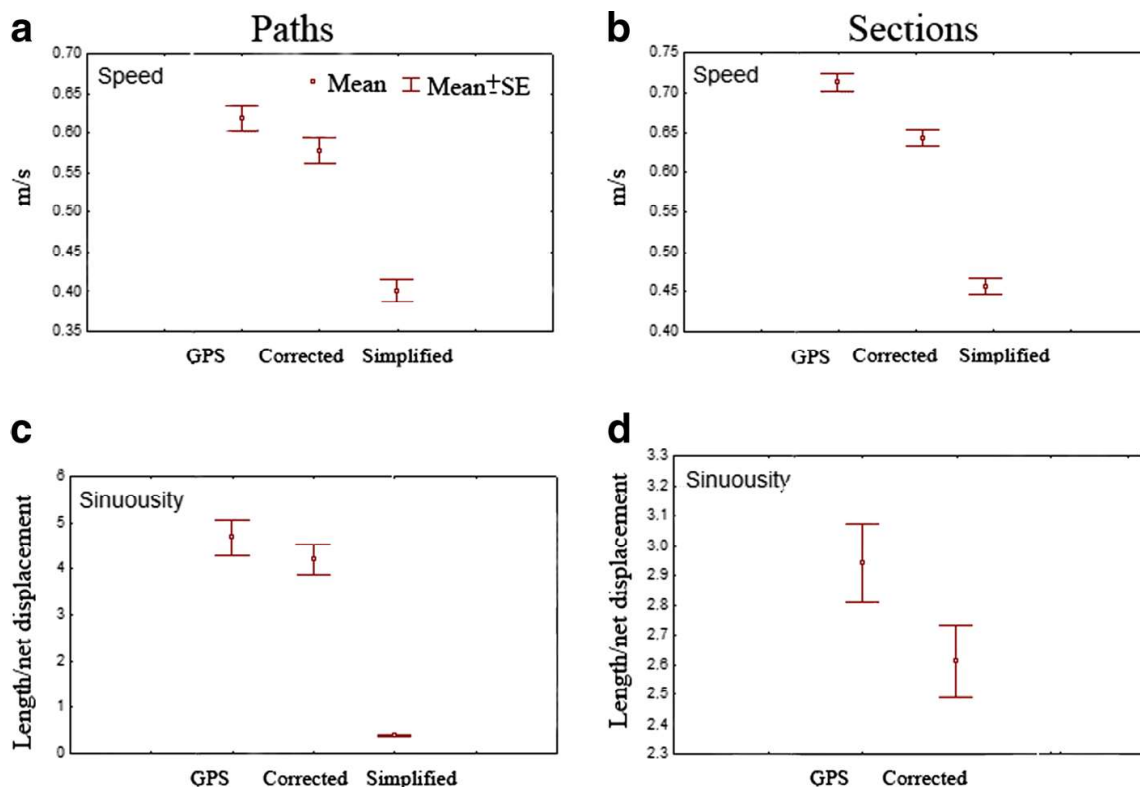 a
Paths
Speed
Mean Mean±SE
m/s
0.70
0.65
0.60
0.55
0.50
0.45
0.40
0.35
GPS Corrected Simplified
b
Sections
Speed
m/s
0.75
0.70
0.65
0.60
0.55
0.50
0.45
0.40
GPS Corrected Simplified
c
Sinuousity
Length/net displacement
6
5
4
3
2
1
0
GPS Corrected Simplified
d
Sinuousity
Length/net displacement
3.3
3.2
3.1
3.0
2.9
2.8
2.7
2.6
2.5
2.4
2.3
GPS Corrected